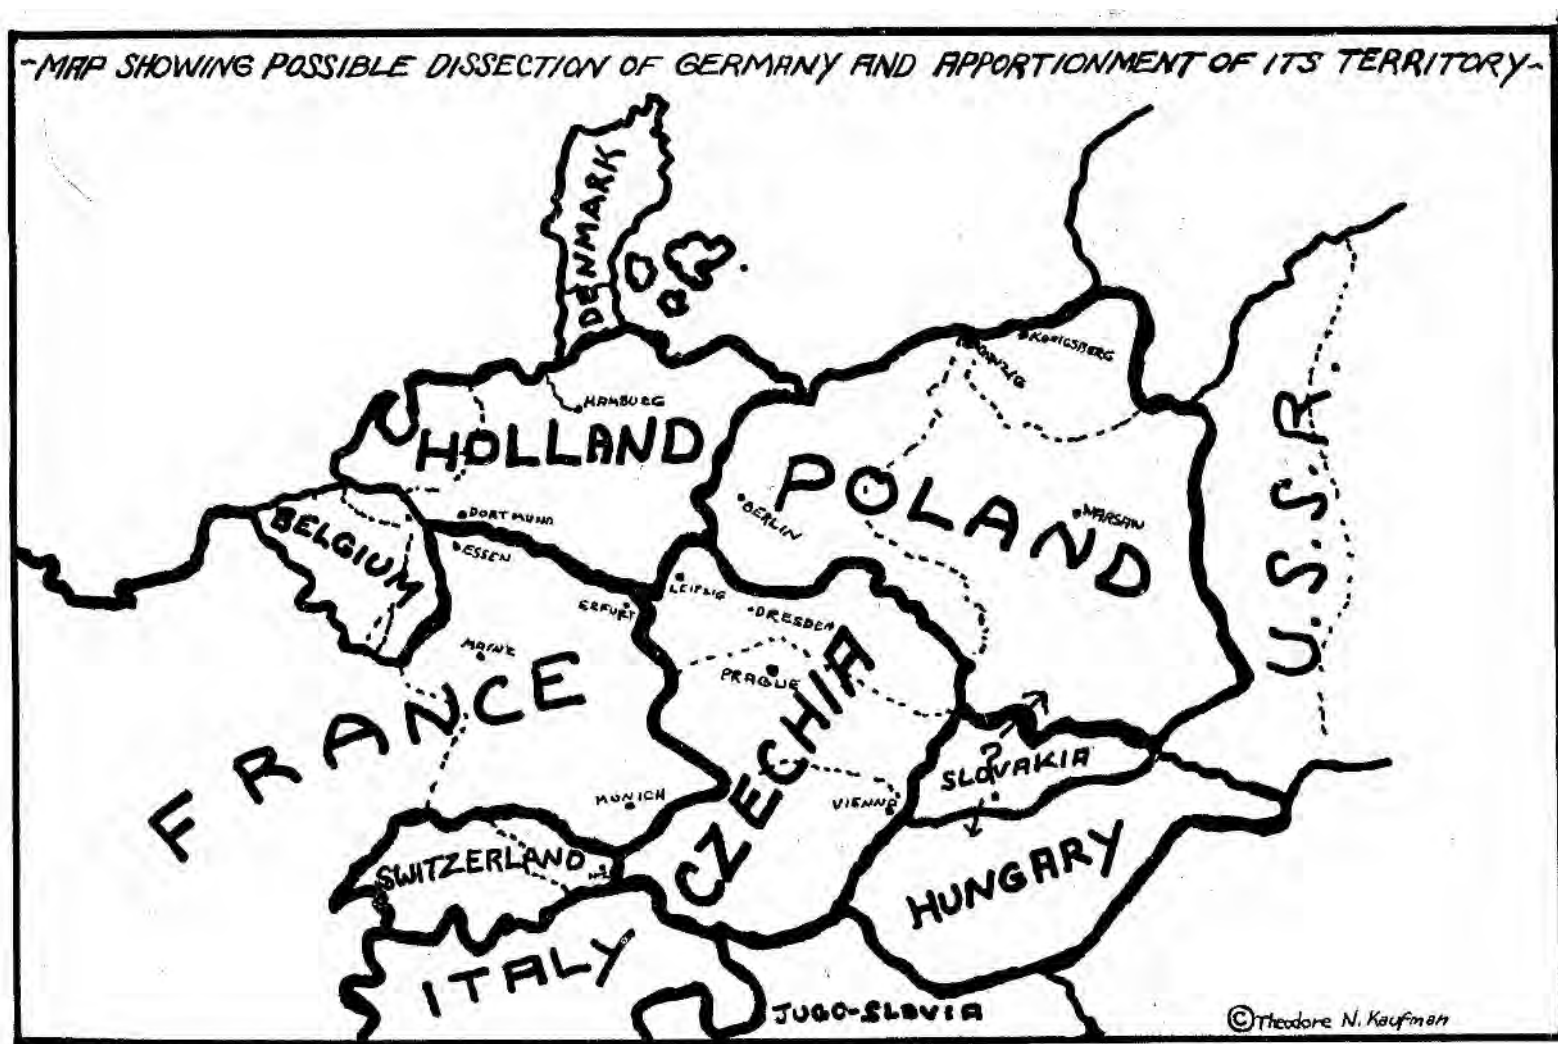 ~MAP SHOWING POSSIBLE DISSECTION OF GERMANY AND APPORTIONMENT OF ITS TERRITORY~
DENMARK
KONIGSBERG
DANZIG
HAMBURG
HOLLAND
POLAND
U.S.S.R.
BERLIN
WARSAW
BELGIUM
DORTMUND
ESSEN
ERFURT
LEIPZIG
DRESDEN
MAINZ
PRAGUE
FRANCE
CZECHIA
?
SLOVAKIA
MUNICH
VIENNA
SWITZERLAND
HUNGARY
ITALY
JUGO-SLAVIA
©Theodore N. Kaufman